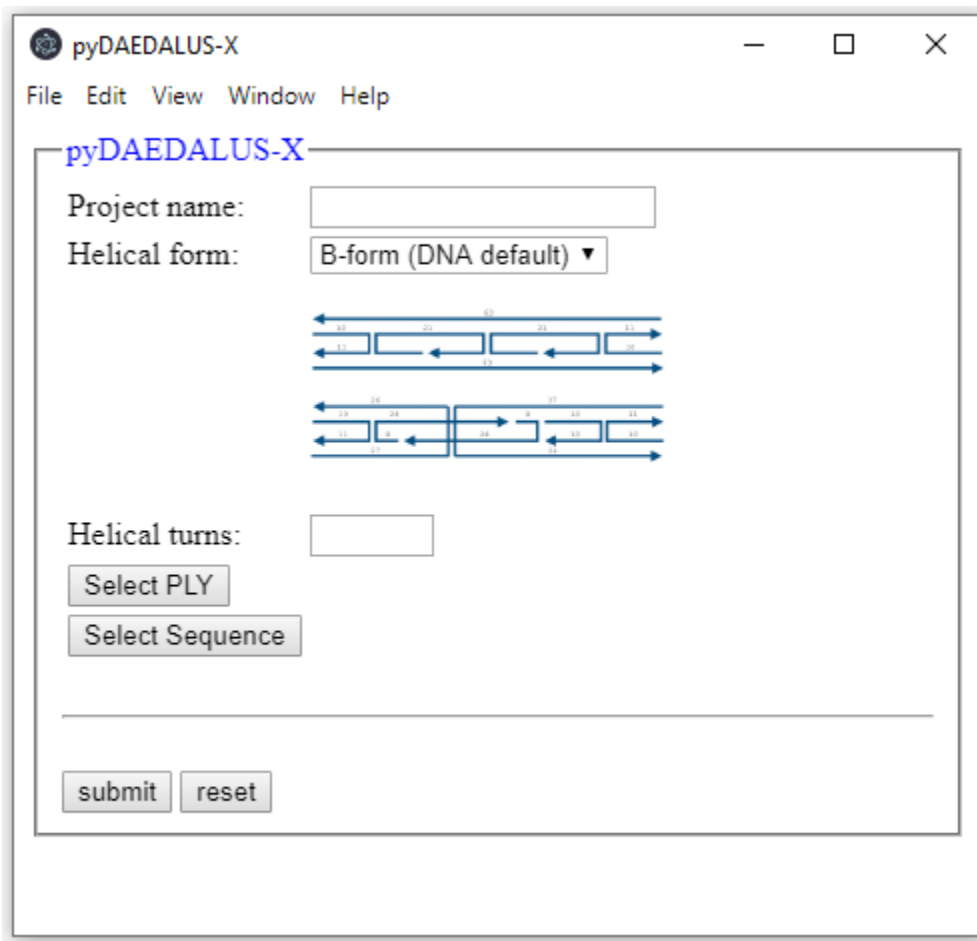 pyDAEDALUS-X
File Edit View Window Help
pyDAEDALUS-X
Project name:
Helical form: B-form (DNA default)
Helical turns:
Select PLY
Select Sequence
submit reset